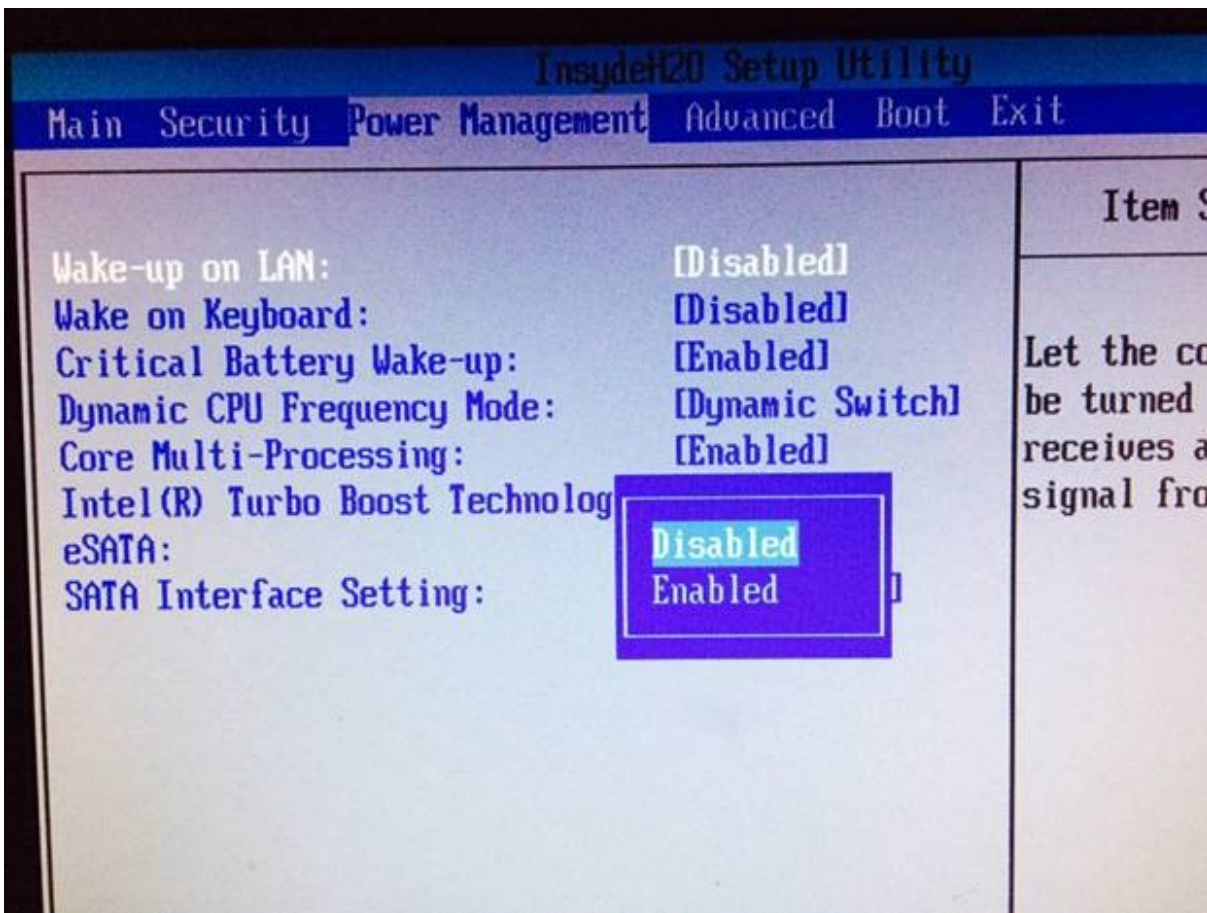 InsydeH20 Setup Utility
Main Security Power Management Advanced Boot Exit
Item
Wake-up on LAN: [Disabled]
Wake on Keyboard: [Disabled]
Critical Battery Wake-up: [Enabled]
Dynamic CPU Frequency Mode: [Dynamic Switch]
Core Multi-Processing: [Enabled]
Intel(R) Turbo Boost Technolog
eSATA:
SATA Interface Setting: ]
Disabled
Enabled
Let the co
be turned
receives a
signal fro